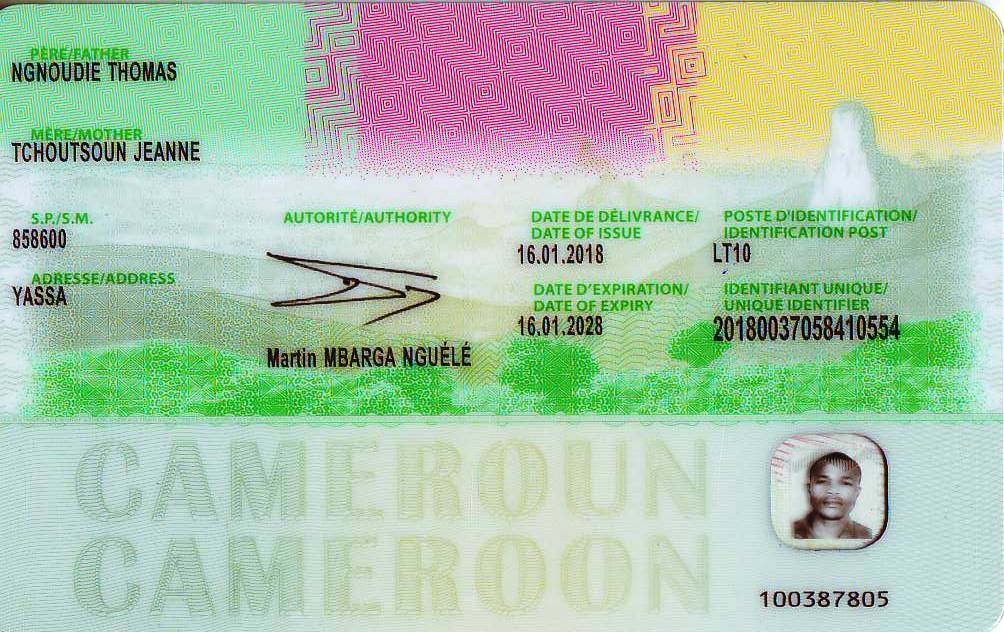 PÈRE/FATHER
NGNOUDIE THOMAS
MÈRE/MOTHER
TCHOUTSOUN JEANNE
S.P./S.M.
858600
ADRESSE/ADDRESS
YASSA
AUTORITÉ/AUTHORITY
Martin MBARGA NGUÉLÉ
DATE DE DÉLIVRANCE/
DATE OF ISSUE
16.01.2018
DATE D'EXPIRATION/
DATE OF EXPIRY
16.01.2028
POSTE D'IDENTIFICATION/
IDENTIFICATION POST
LT10
IDENTIFIANT UNIQUE/
UNIQUE IDENTIFIER
20180037058410554
CAMEROUN
CAMEROON
100387805